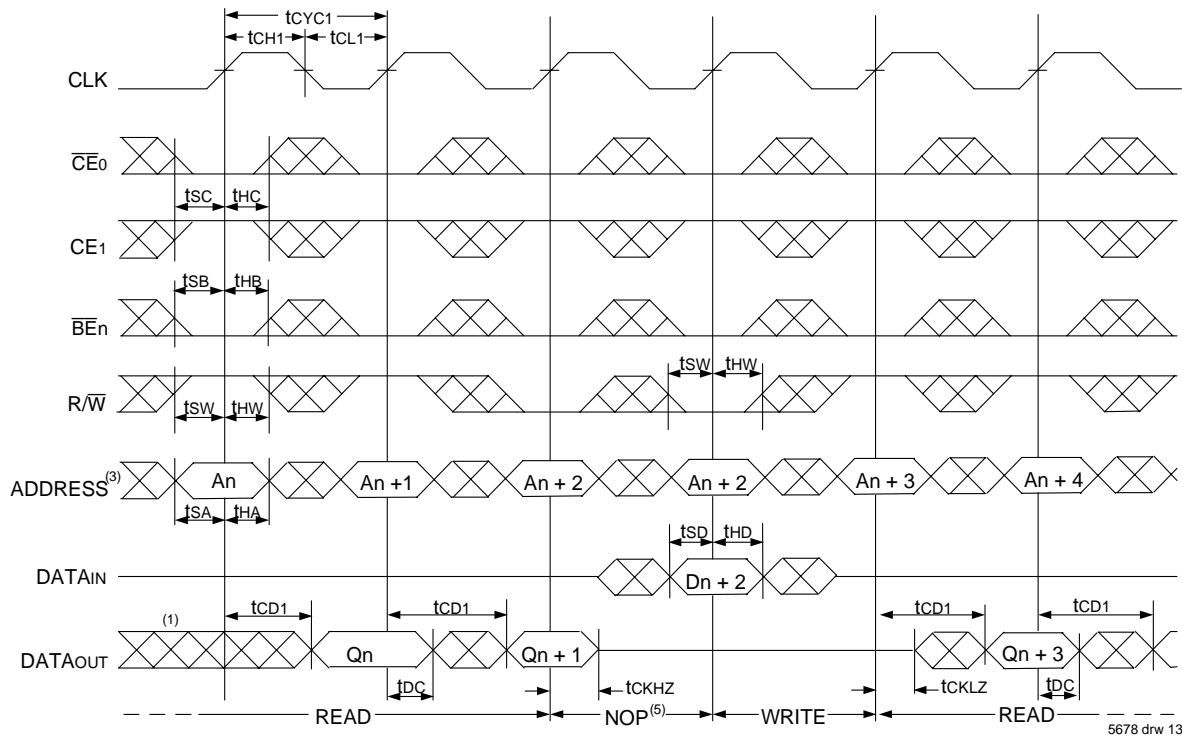 tCYC1
tCH1 tCL1
CLK
CE0
tSC tHC
CE1
tSB tHB
BEn
tSW tHW
R/W
tSW tHW
ADDRESS(3) An An +1 An + 2 An + 2 An + 3 An + 4
tSA tHA
tSD tHD
DATAIN Dn + 2
(1) tCD1 tCD1 tCD1 tCD1
DATAOUT Qn Qn + 1 Qn + 3
tDC tCKHZ tCKLZ tDC
READ NOP(5) WRITE READ
5678 drw 13